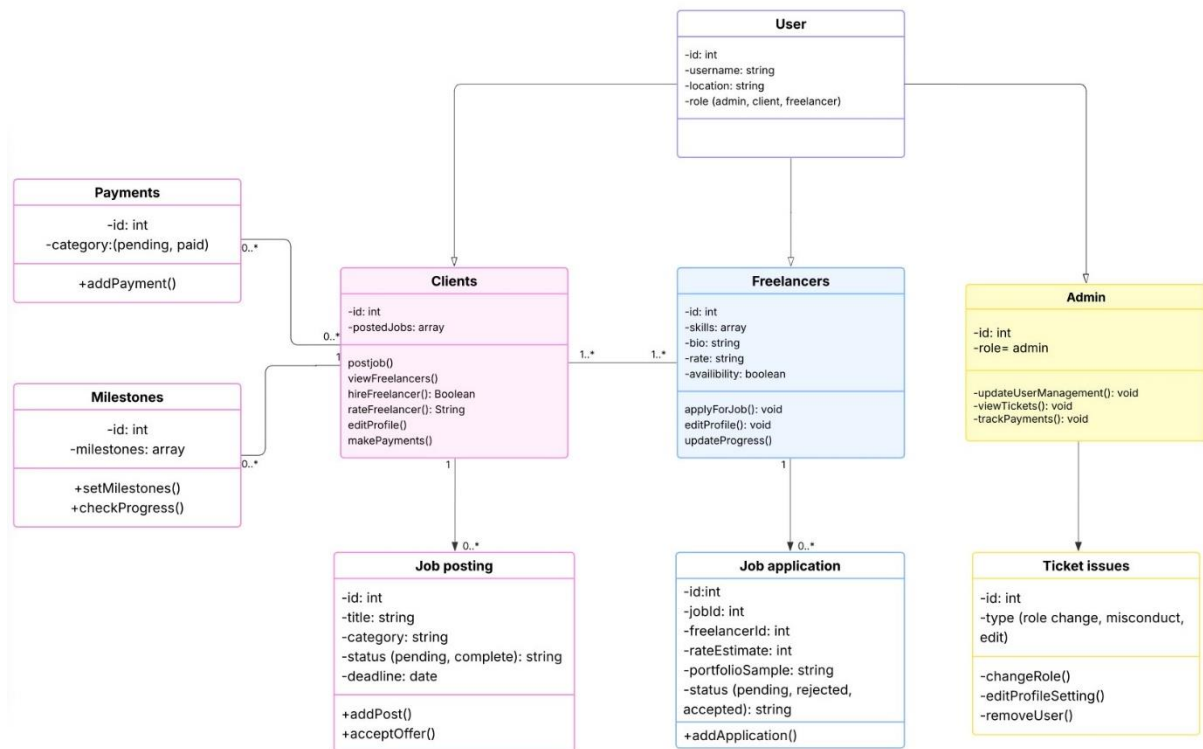 User
-id: int
-username: string
-location: string
-role (admin, client, freelancer)
Payments
-id: int
-category:(pending, paid)
+addPayment()
0..*
0..*
Milestones
-id: int
-milestones: array
+setMilestones()
+checkProgress()
0..*
1
Clients
-id: int
-postedJobs: array
postjob()
viewFreelancers()
hireFreelancer(): Boolean
rateFreelancer(): String
editProfile()
makePayments()
1..*
1..*
Freelancers
-id: int
-skills: array
-bio: string
-rate: string
-availibility: boolean
applyForJob(): void
editProfile(): void
updateProgress()
Admin
-id: int
-role= admin
-updateUserManagement(): void
-viewTickets(): void
-trackPayments(): void
1
0..*
Job posting
-id: int
-title: string
-category: string
-status (pending, complete): string
-deadline: date
+addPost()
+acceptOffer()
1
0..*
Job application
-id:int
-jobId: int
-freelancerId: int
-rateEstimate: int
-portfolioSample: string
-status (pending, rejected,
accepted): string
+addApplication()
Ticket issues
-id: int
-type (role change, misconduct,
edit)
-changeRole()
-editProfileSetting()
-removeUser()